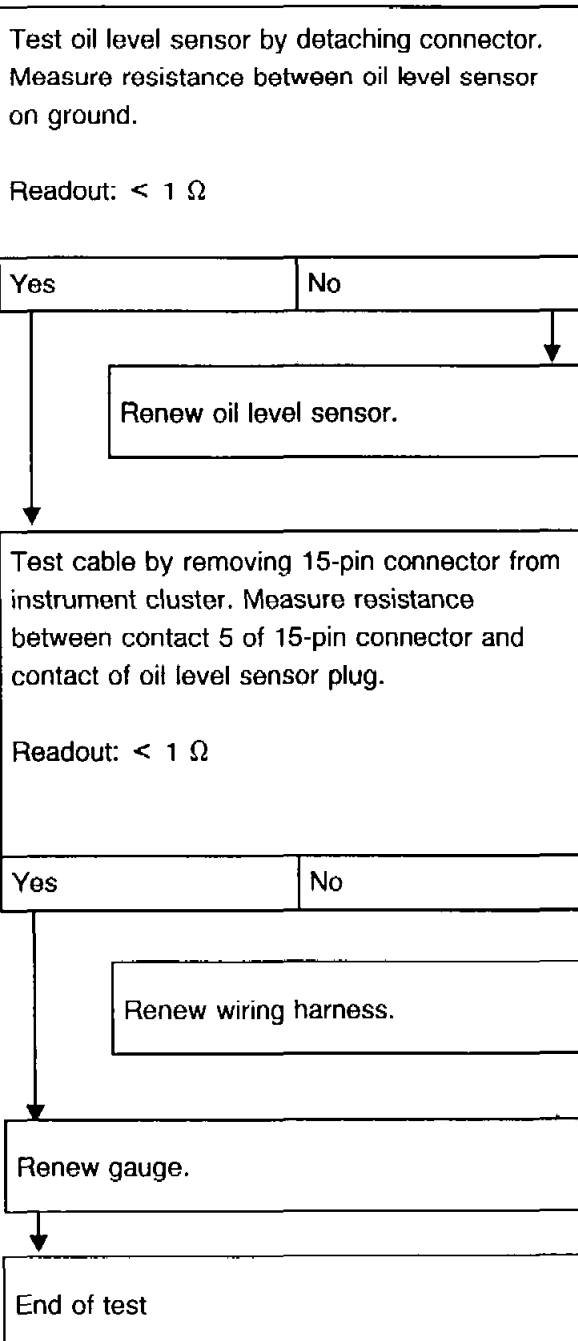 Test oil level sensor by detaching connector.
Measure resistance between oil level sensor
on ground.
Readout: < 1 Ω
Yes
No
Renew oil level sensor.
Test cable by removing 15-pin connector from
instrument cluster. Measure resistance
between contact 5 of 15-pin connector and
contact of oil level sensor plug.
Readout: < 1 Ω
Yes
No
Renew wiring harness.
Renew gauge.
End of test